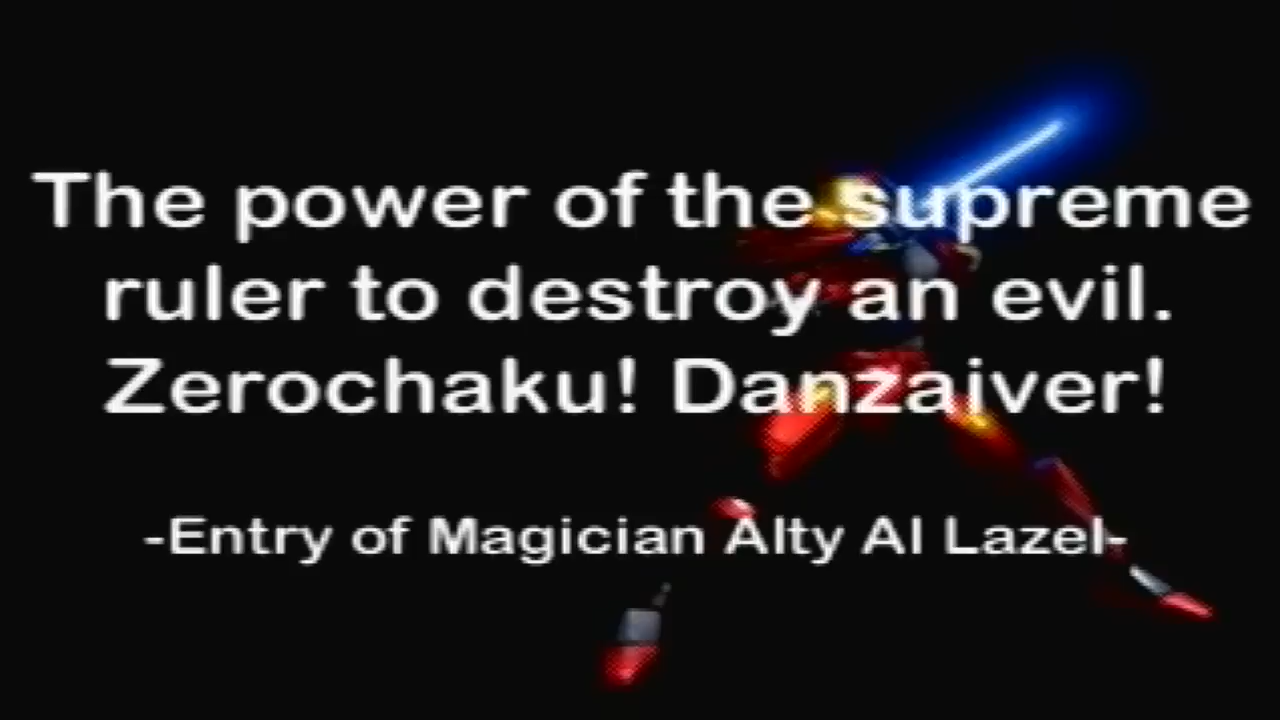 The power of the supreme
ruler to destroy an evil.
Zerochaku! Danzaiver!
-Entry of Magician Alty Al Lazel-